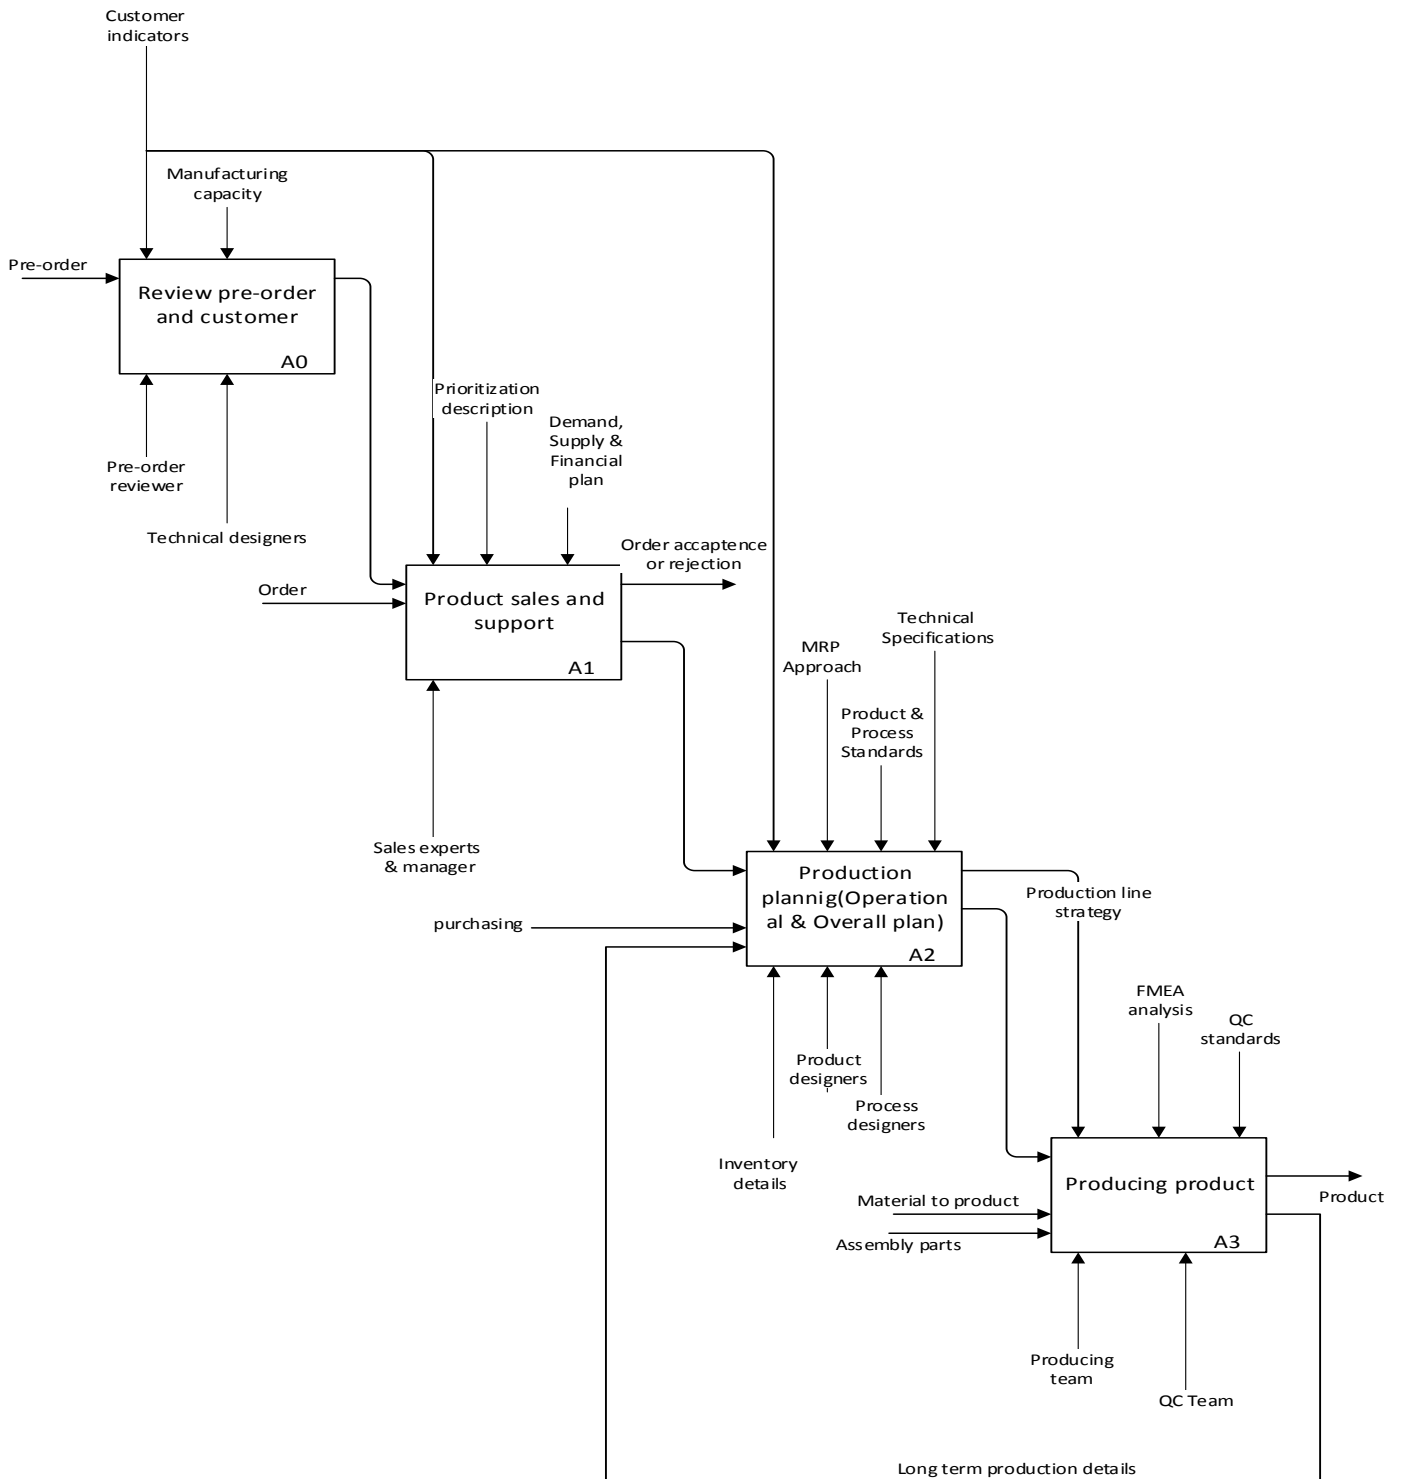 Customer
indicators
Manufacturing
capacity
Pre-order
Review pre-order
and customer
A0
Pre-order
reviewer
Technical designers
Prioritization
description
Demand,
Supply &
Financial
plan
Order accaptence
or rejection
Order
Product sales and
support
A1
Sales experts
& manager
Technical
Specifications
MRP
Approach
Product &
Process
Standards
Production
plannig(Operation
al & Overall plan)
A2
purchasing
Production line
strategy
Product
designers
Process
designers
Inventory
details
FMEA
analysis
QC
standards
Producing product
A3
Material to product
Assembly parts
Product
Producing
team
QC Team
Long term production details